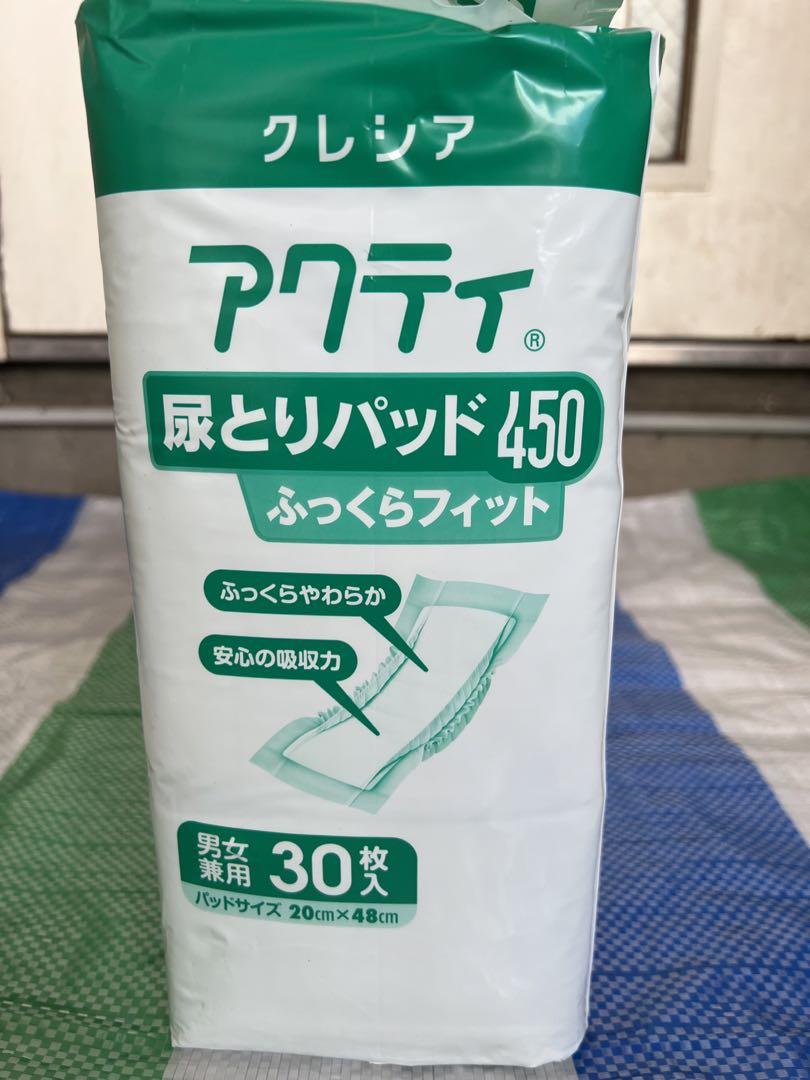 クレシア
アクティ®
尿とりパッド450
ふっくらフィット
ふっくらやわらか
安心の吸収力
男女兼用 30枚入
パッドサイズ 20cm×48cm